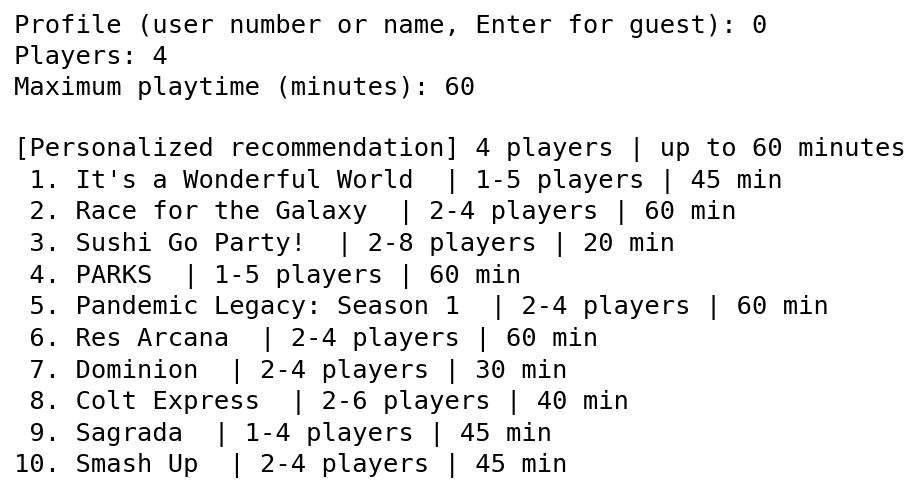 Profile (user number or name, Enter for guest): 0
Players: 4
Maximum playtime (minutes): 60

[Personalized recommendation] 4 players | up to 60 minutes
 1. It's a Wonderful World  | 1-5 players | 45 min
 2. Race for the Galaxy  | 2-4 players | 60 min
 3. Sushi Go Party!  | 2-8 players | 20 min
 4. PARKS  | 1-5 players | 60 min
 5. Pandemic Legacy: Season 1  | 2-4 players | 60 min
 6. Res Arcana  | 2-4 players | 60 min
 7. Dominion  | 2-4 players | 30 min
 8. Colt Express  | 2-6 players | 40 min
 9. Sagrada  | 1-4 players | 45 min
10. Smash Up  | 2-4 players | 45 min